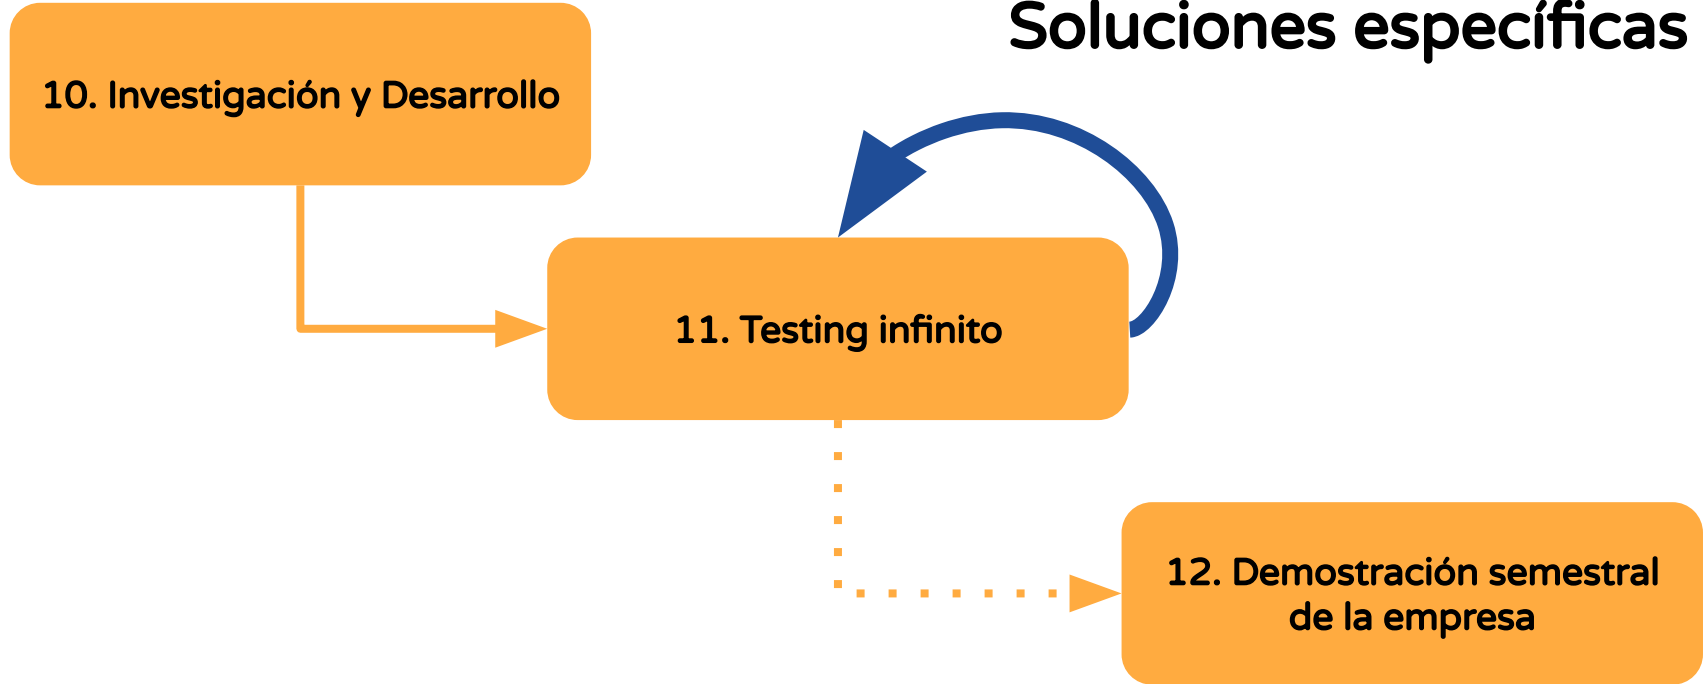 Soluciones específicas
10. Investigación y Desarrollo
11. Testing infinito
12. Demostración semestral
de la empresa